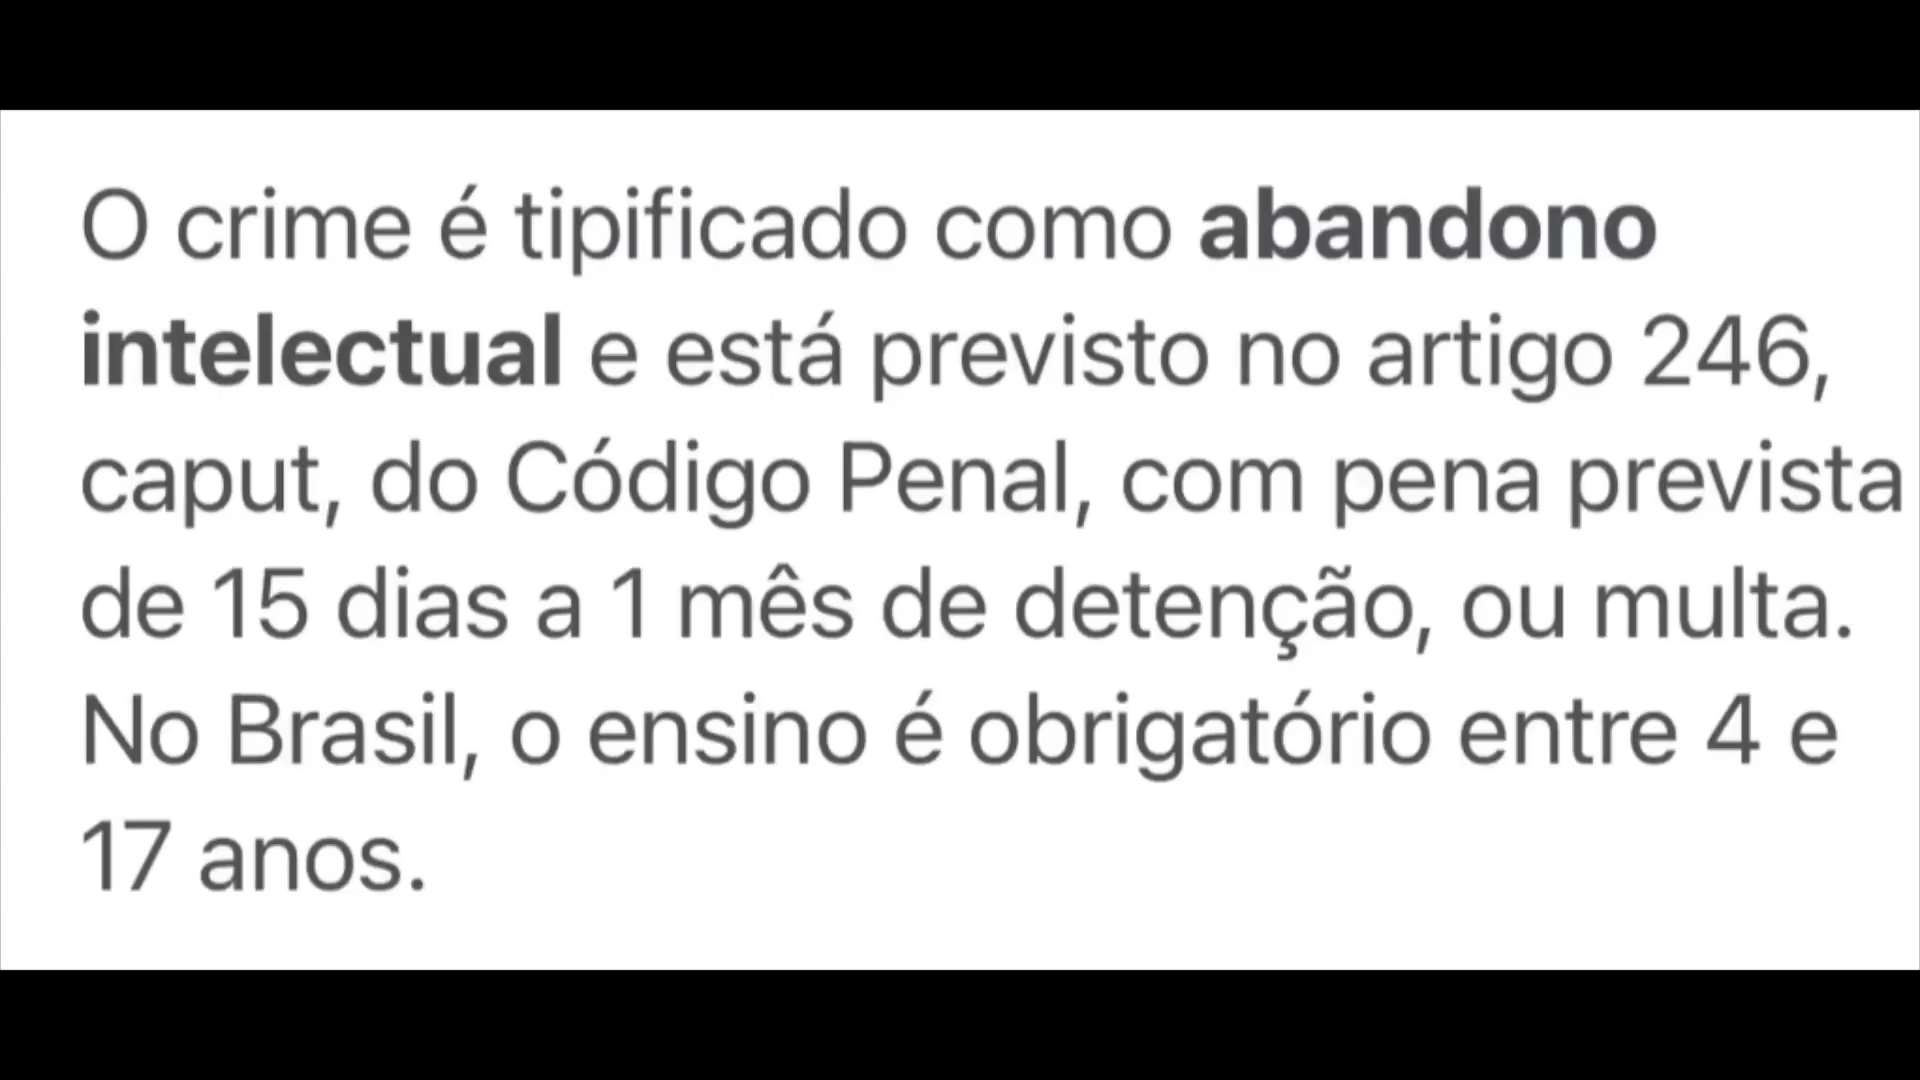 O crime é tipificado como abandono
intelectual e está previsto no artigo 246,
caput, do Código Penal, com pena prevista
de 15 dias a 1 mês de detenção, ou multa.
No Brasil, o ensino é obrigatório entre 4 e
17 anos.